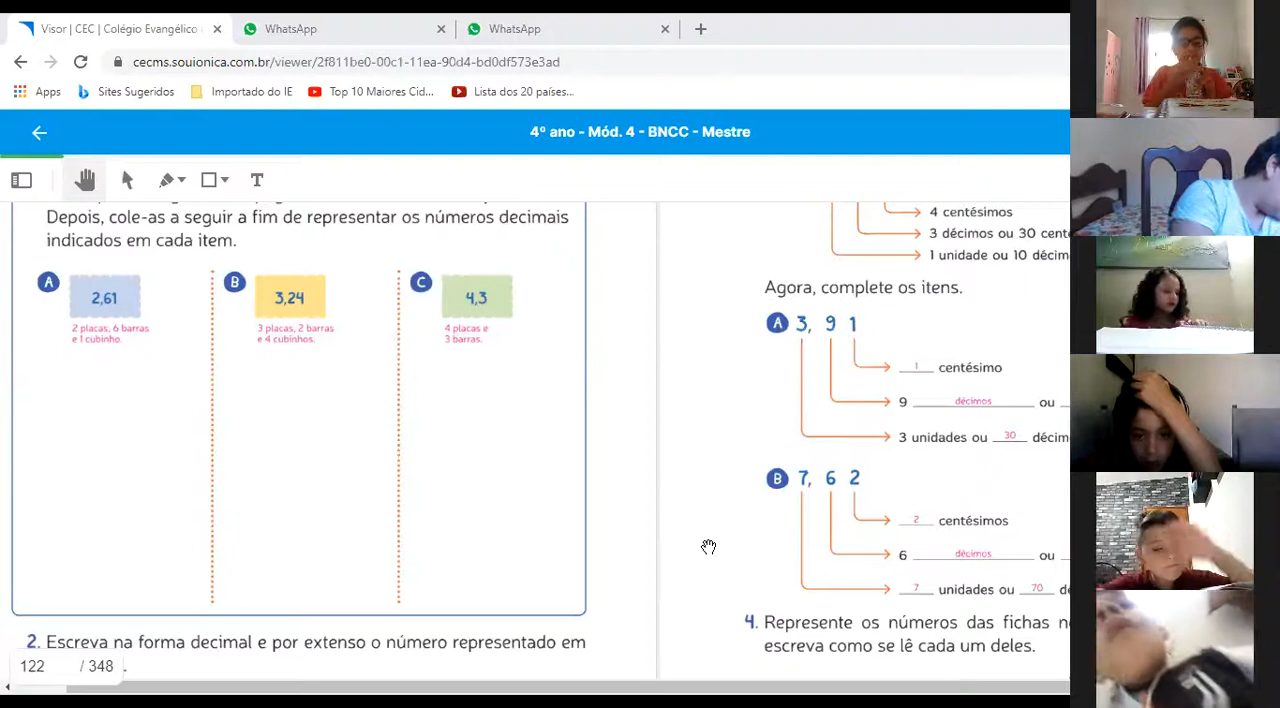 Visor | CEC | Colégio Evangélico
WhatsApp
WhatsApp
cecms.souionica.com.br/viewer/2f811be0-00c1-11ea-90d4-bd0df573e3ad
Apps
Sites Sugeridos
Importado do IE
Top 10 Maiores Cid...
Lista dos 20 países...
4º ano - Mód. 4 - BNCC - Mestre
T
Depois, cole-as a seguir a fim de representar os números decimais
indicados em cada item.
A 2,61
2 placas, 6 barras
e 1 cubinho.
B 3,24
3 placas, 2 barras
e 4 cubinhos.
C 4,3
4 placas e
3 barras.
2. Escreva na forma decimal e por extenso o número representado em
122 / 348
4 centésimos
3 décimos ou 30 cent
1 unidade ou 10 décim
Agora, complete os itens.
A 3, 9 1
1 centésimo
9 décimos ou
3 unidades ou 30 décim
B 7, 6 2
2 centésimos
6 décimos ou
7 unidades ou 70 d
4. Represente os números das fichas n
escreva como se lê cada um deles.